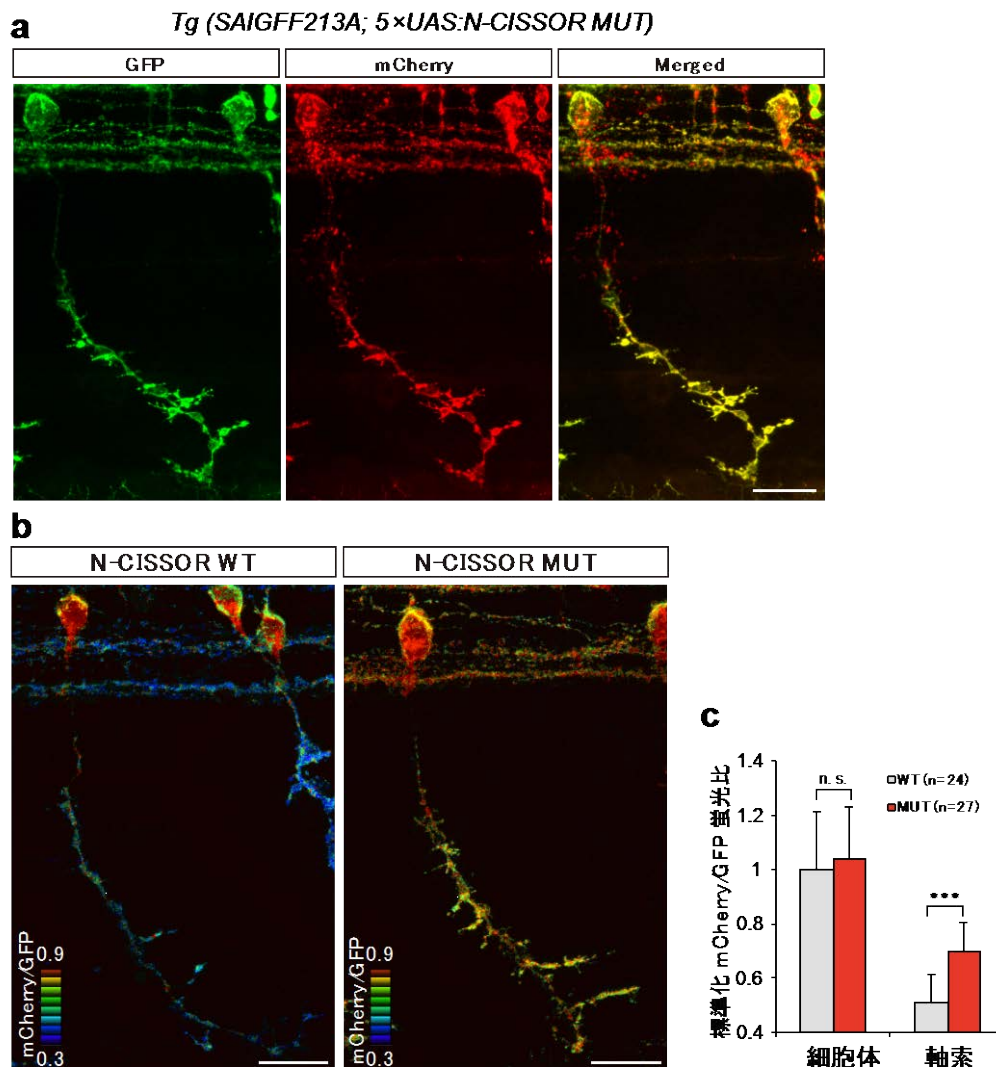 a
Tg (SAIGFF213A; 5×UAS:N-CISSOR MUT)
GFP
mCherry
Merged
b
N-CISSOR WT
N-CISSOR MUT
mCherry/GFP
0.9
0.3
mCherry/GFP
0.9
0.3
c
標準化 mCherry/GFP 蛍光比
1.4
1.2
1
0.8
0.6
0.4
n. s.
***
WT (n=24)
MUT (n=27)
細胞体
軸索